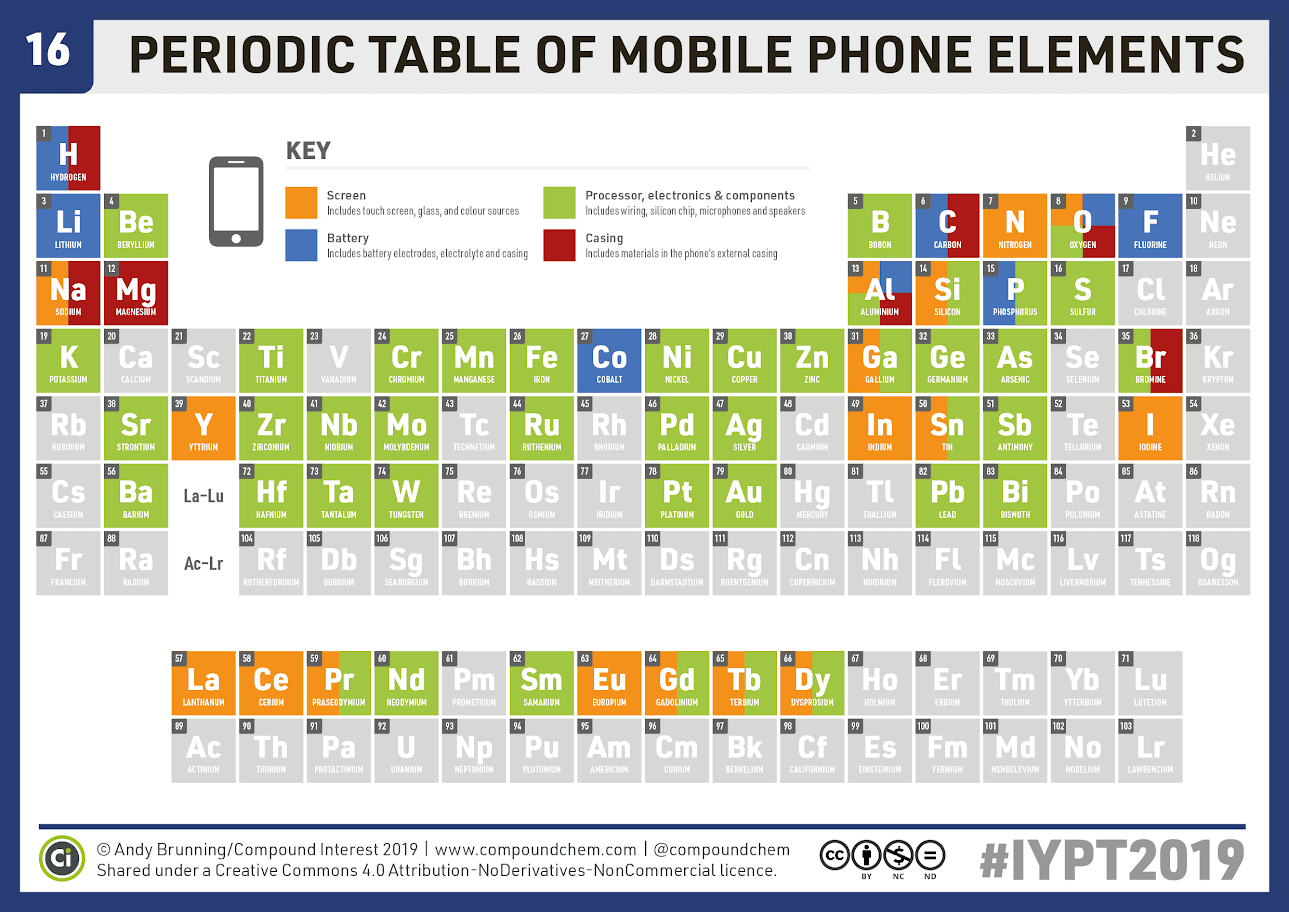 16
PERIODIC TABLE OF MOBILE PHONE ELEMENTS
KEY
Screen
Includes touch screen, glass, and colour sources
Processor, electronics & components
Includes wiring, silicon chip, microphones and speakers
Battery
Includes battery electrodes, electrolyte and casing
Casing
Includes materials in the phone's external casing
1 H HYDROGEN
2 He HELIUM
3 Li LITHIUM
4 Be BERYLLIUM
5 B BORON
6 C CARBON
7 N NITROGEN
8 O OXYGEN
9 F FLUORINE
10 Ne NEON
11 Na SODIUM
12 Mg MAGNESIUM
13 Al ALUMINIUM
14 Si SILICON
15 P PHOSPHORUS
16 S SULFUR
17 Cl CHLORINE
18 Ar ARGON
19 K POTASSIUM
20 Ca CALCIUM
21 Sc SCANDIUM
22 Ti TITANIUM
23 V VANADIUM
24 Cr CHROMIUM
25 Mn MANGANESE
26 Fe IRON
27 Co COBALT
28 Ni NICKEL
29 Cu COPPER
30 Zn ZINC
31 Ga GALLIUM
32 Ge GERMANIUM
33 As ARSENIC
34 Se SELENIUM
35 Br BROMINE
36 Kr KRYPTON
37 Rb RUBIDIUM
38 Sr STRONTIUM
39 Y YTTRIUM
40 Zr ZIRCONIUM
41 Nb NIOBIUM
42 Mo MOLYBDENUM
43 Tc TECHNETIUM
44 Ru RUTHENIUM
45 Rh RHODIUM
46 Pd PALLADIUM
47 Ag SILVER
48 Cd CADMIUM
49 In INDIUM
50 Sn TIN
51 Sb ANTIMONY
52 Te TELLURIUM
53 I IODINE
54 Xe XENON
55 Cs CAESIUM
56 Ba BARIUM
La-Lu
72 Hf HAFNIUM
73 Ta TANTALUM
74 W TUNGSTEN
75 Re RHENIUM
76 Os OSMIUM
77 Ir IRIDIUM
78 Pt PLATINUM
79 Au GOLD
80 Hg MERCURY
81 Tl THALLIUM
82 Pb LEAD
83 Bi BISMUTH
84 Po POLONIUM
85 At ASTATINE
86 Rn RADON
87 Fr FRANCIUM
88 Ra RADIUM
Ac-Lr
104 Rf RUTHERFORDIUM
105 Db DUBNIUM
106 Sg SEABORGIUM
107 Bh BOHRIUM
108 Hs HASSIUM
109 Mt MEITNERIUM
110 Ds DARMSTADTIUM
111 Rg ROENTGENIUM
112 Cn COPERNICIUM
113 Nh NIHONIUM
114 Fl FLEROVIUM
115 Mc MOSCOVIUM
116 Lv LIVERMORIUM
117 Ts TENNESSINE
118 Og OGANESSON
57 La LANTHANUM
58 Ce CERIUM
59 Pr PRASEODYMIUM
60 Nd NEODYMIUM
61 Pm PROMETHIUM
62 Sm SAMARIUM
63 Eu EUROPIUM
64 Gd GADOLINIUM
65 Tb TERBIUM
66 Dy DYSPROSIUM
67 Ho HOLMIUM
68 Er ERBIUM
69 Tm THULIUM
70 Yb YTTERBIUM
71 Lu LUTETIUM
89 Ac ACTINIUM
90 Th THORIUM
91 Pa PROTACTINIUM
92 U URANIUM
93 Np NEPTUNIUM
94 Pu PLUTONIUM
95 Am AMERICIUM
96 Cm CURIUM
97 Bk BERKELIUM
98 Cf CALIFORNIUM
99 Es EINSTEINIUM
100 Fm FERMIUM
101 Md MENDELEVIUM
102 No NOBELIUM
103 Lr LAWRENCIUM
Ci
© Andy Brunning/Compound Interest 2019 | www.compoundchem.com | @compoundchem
Shared under a Creative Commons 4.0 Attribution-NoDerivatives-NonCommercial licence.
cc BY NC ND
#IYPT2019